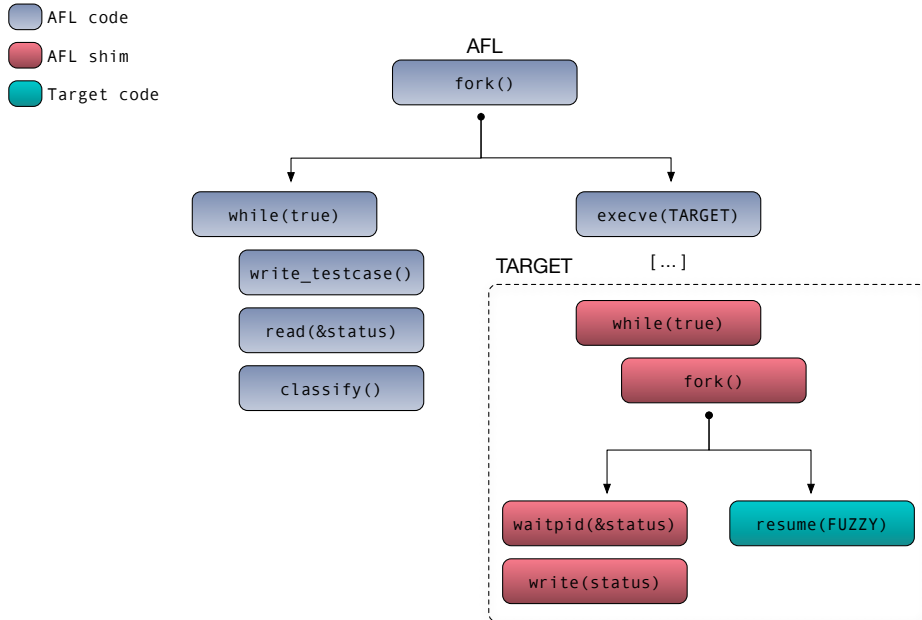 AFL code
AFL shim
Target code
AFL
fork()
while(true)
execve(TARGET)
write_testcase()
[...]
TARGET
read(&status)
while(true)
classify()
fork()
waitpid(&status)
resume(FUZZY)
write(status)